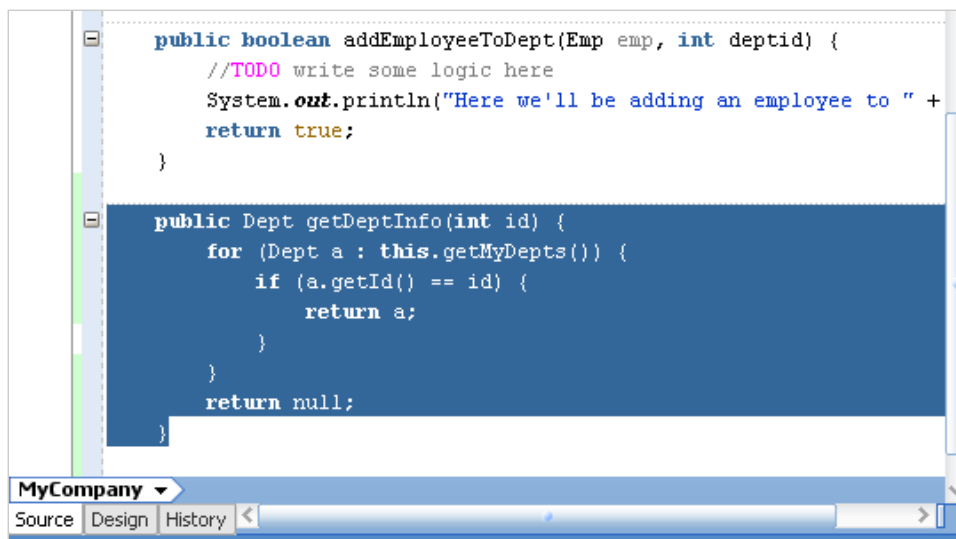 public boolean addEmployeeToDept(Emp emp, int deptid) {
//TODO write some logic here
System.out.println("Here we'll be adding an employee to " +
return true;
}
public Dept getDeptInfo(int id) {
for (Dept a : this.getMyDepts()) {
if (a.getId() == id) {
return a;
}
}
return null;
}
MyCompany
Source Design History